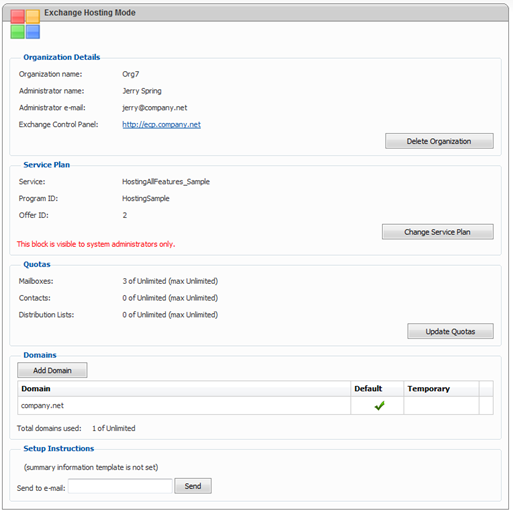 Exchange Hosting Mode
Organization Details
Organization name: Org7
Administrator name: Jerry Spring
Administrator e-mail: jerry@company.net
Exchange Control Panel: http://ecp.company.net
Delete Organization
Service Plan
Service: HostingAllFeatures_Sample
Program ID: HostingSample
Offer ID: 2
Change Service Plan
This block is visible to system administrators only.
Quotas
Mailboxes: 3 of Unlimited (max Unlimited)
Contacts: 0 of Unlimited (max Unlimited)
Distribution Lists: 0 of Unlimited (max Unlimited)
Update Quotas
Domains
Add Domain
Domain Default Temporary
company.net
Total domains used: 1 of Unlimited
Setup Instructions
(summary information template is not set)
Send to e-mail: Send